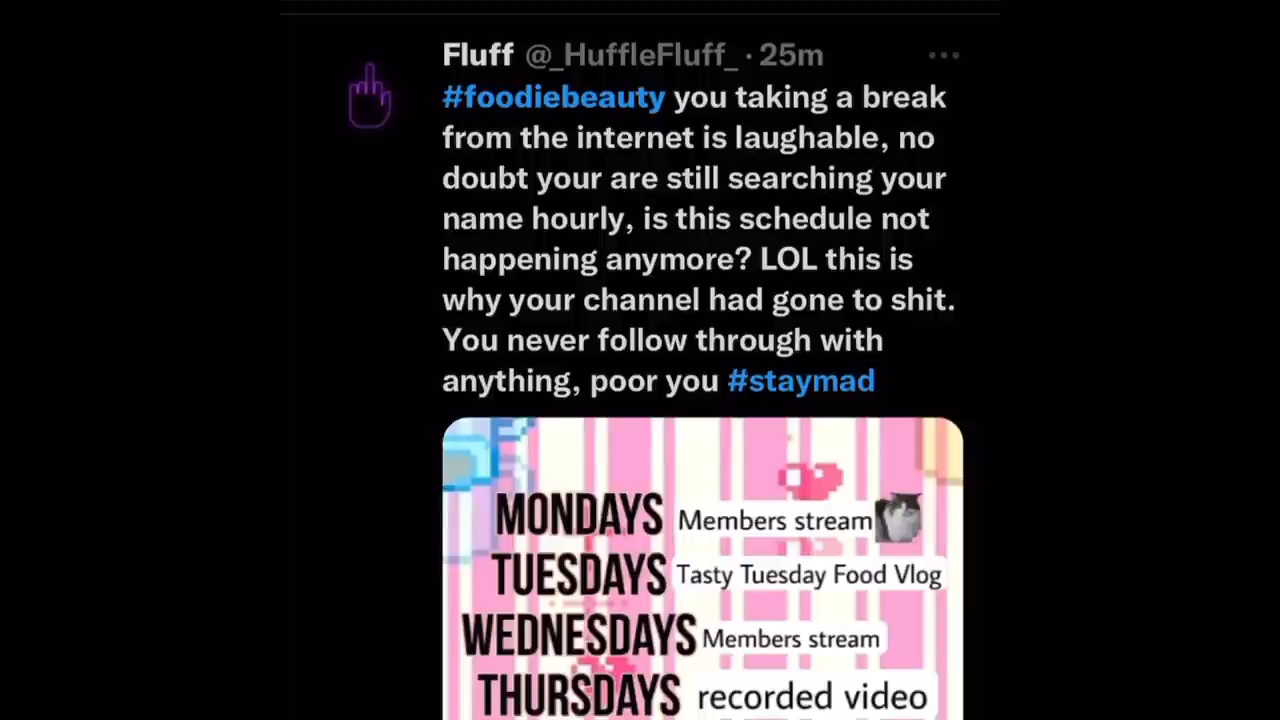 Fluff @_HuffleFluff_ · 25m
#foodiebeauty you taking a break
from the internet is laughable, no
doubt your are still searching your
name hourly, is this schedule not
happening anymore? LOL this is
why your channel had gone to shit.
You never follow through with
anything, poor you #staymad
MONDAYS Members stream
TUESDAYS Tasty Tuesday Food Vlog
WEDNESDAYS Members stream
THURSDAYS recorded video